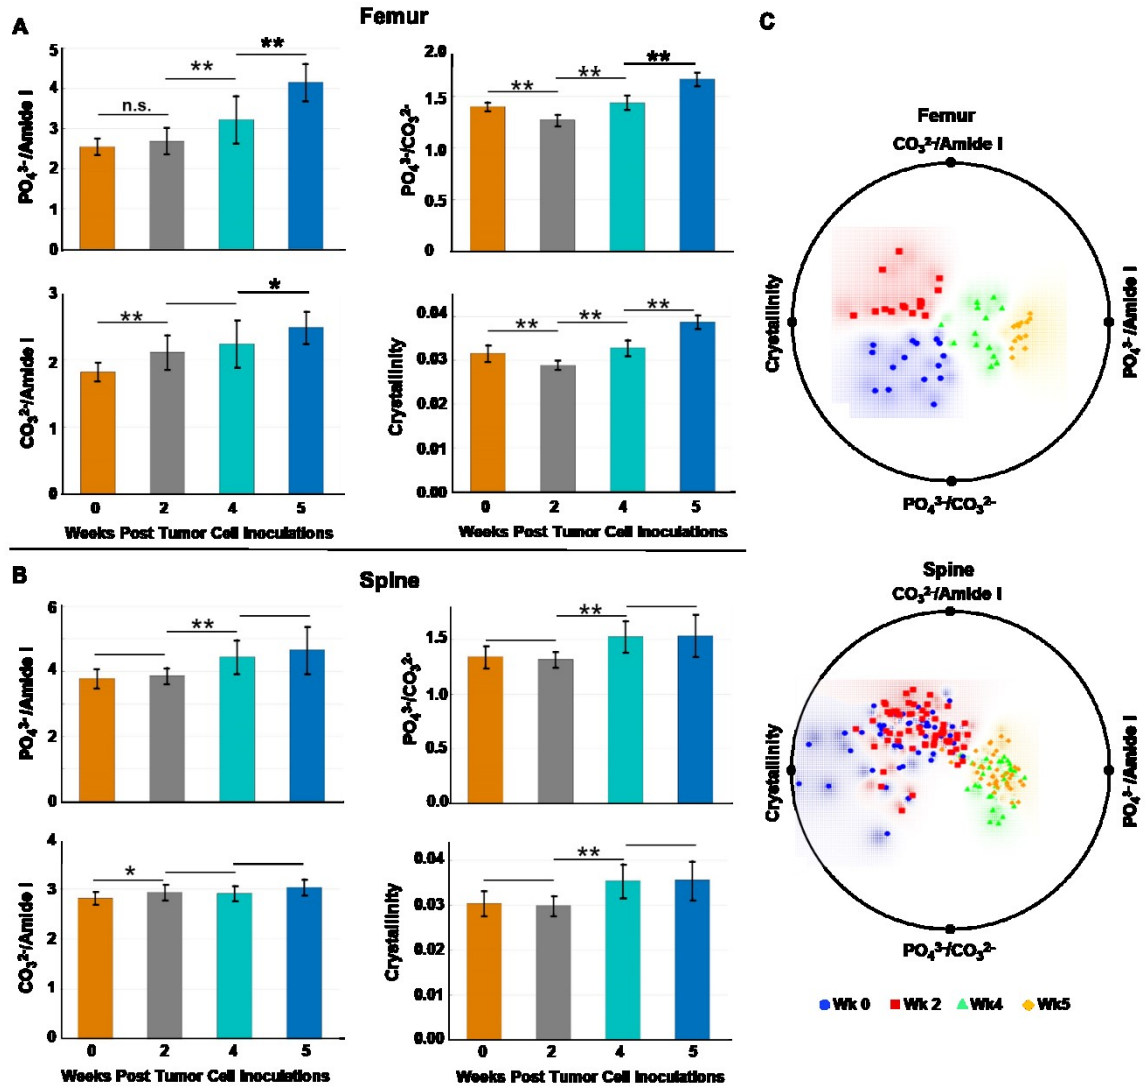 A
Femur
C
5
4
3
2
1
0
PO₄³⁻/Amide I
n.s.
**
**
2.0
1.5
1.0
0.5
0
PO₄³⁻/CO₃²⁻
**
**
**
3
2
1
0
CO₃²⁻/Amide I
**
*
0 2 4 5
Weeks Post Tumor Cell Inoculations
0.04
0.03
0.02
0.01
0.00
Crystallinity
**
**
**
0 2 4 5
Weeks Post Tumor Cell Inoculations
Femur
CO₃²⁻/Amide I
Crystallinity
PO₄³⁻/Amide I
PO₄³⁻/CO₃²⁻
B
Spine
6
4
2
0
PO₄³⁻/Amide I
**
1.5
1.0
0.5
0.0
PO₄³⁻/CO₃²⁻
**
4
3
2
1
0
CO₃²⁻/Amide I
*
0 2 4 5
Weeks Post Tumor Cell Inoculations
0.04
0.03
0.02
0.01
0.00
Crystallinity
**
0 2 4 5
Weeks Post Tumor Cell Inoculations
Spine
CO₃²⁻/Amide I
Crystallinity
PO₄³⁻/Amide I
PO₄³⁻/CO₃²⁻
Wk 0 Wk 2 Wk4 Wk5